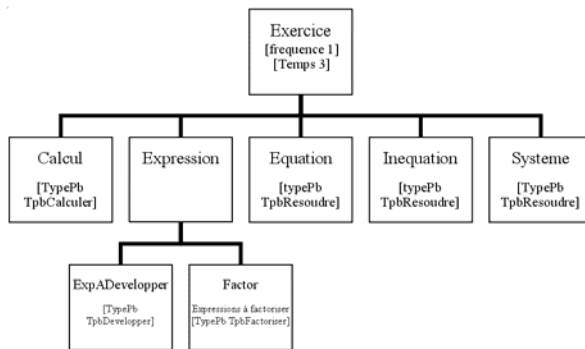 Exercice
[frequence 1]
[Temps 3]
Calcul
[TypePb
TpbCalculer]
Expression
Equation
[typePb
TpbResoudre]
Inequation
[typePb
TpbResoudre]
Systeme
[TypePb
TpbResoudre]
ExpADevelopper
[TypePb
TpbDevelopper]
Factor
Expressions à factoriser
[TypePb TpbFactoriser]